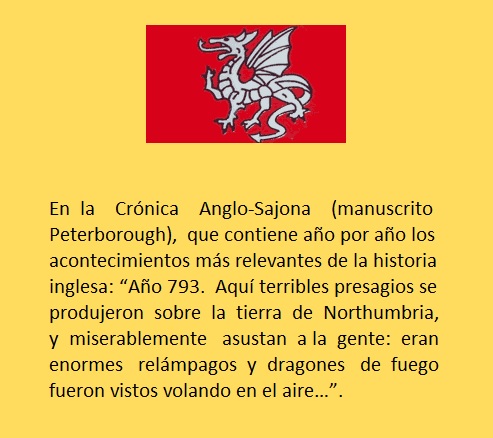 En la Crónica Anglo-Sajona (manuscrito
Peterborough), que contiene año por año los
acontecimientos más relevantes de la historia
inglesa: “Año 793. Aquí terribles presagios se
produjeron sobre la tierra de Northumbria,
y miserablemente asustan a la gente: eran
enormes relámpagos y dragones de fuego
fueron vistos volando en el aire...”.